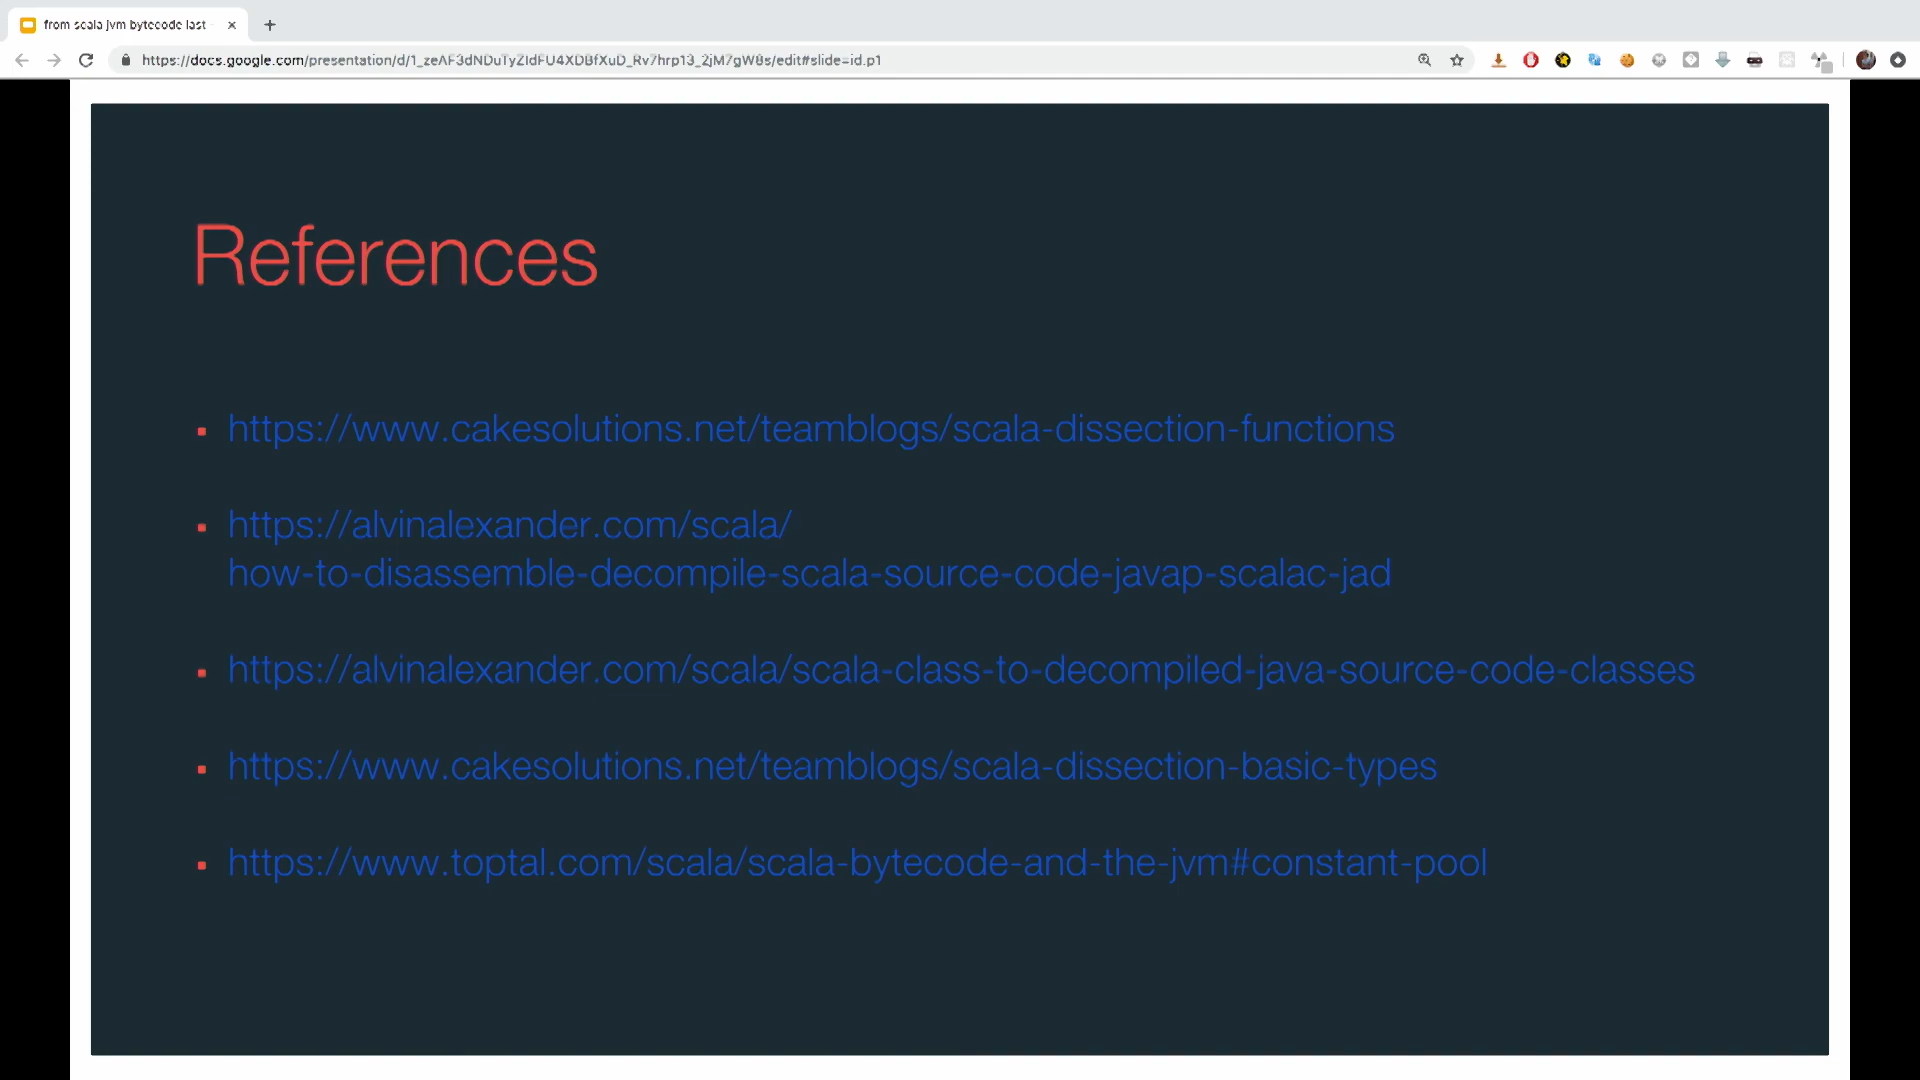 from scala jvm bytecode last
https://docs.google.com/presentation/d/1_zeAF3dNDuTyZIdFU4XDBfXuD_Rv7hrp13_2jM7gW8s/edit#slide=id.p1
References
https://www.cakesolutions.net/teamblogs/scala-dissection-functions
https://alvinalexander.com/scala/
how-to-disassemble-decompile-scala-source-code-javap-scalac-jad
https://alvinalexander.com/scala/scala-class-to-decompiled-java-source-code-classes
https://www.cakesolutions.net/teamblogs/scala-dissection-basic-types
https://www.toptal.com/scala/scala-bytecode-and-the-jvm#constant-pool